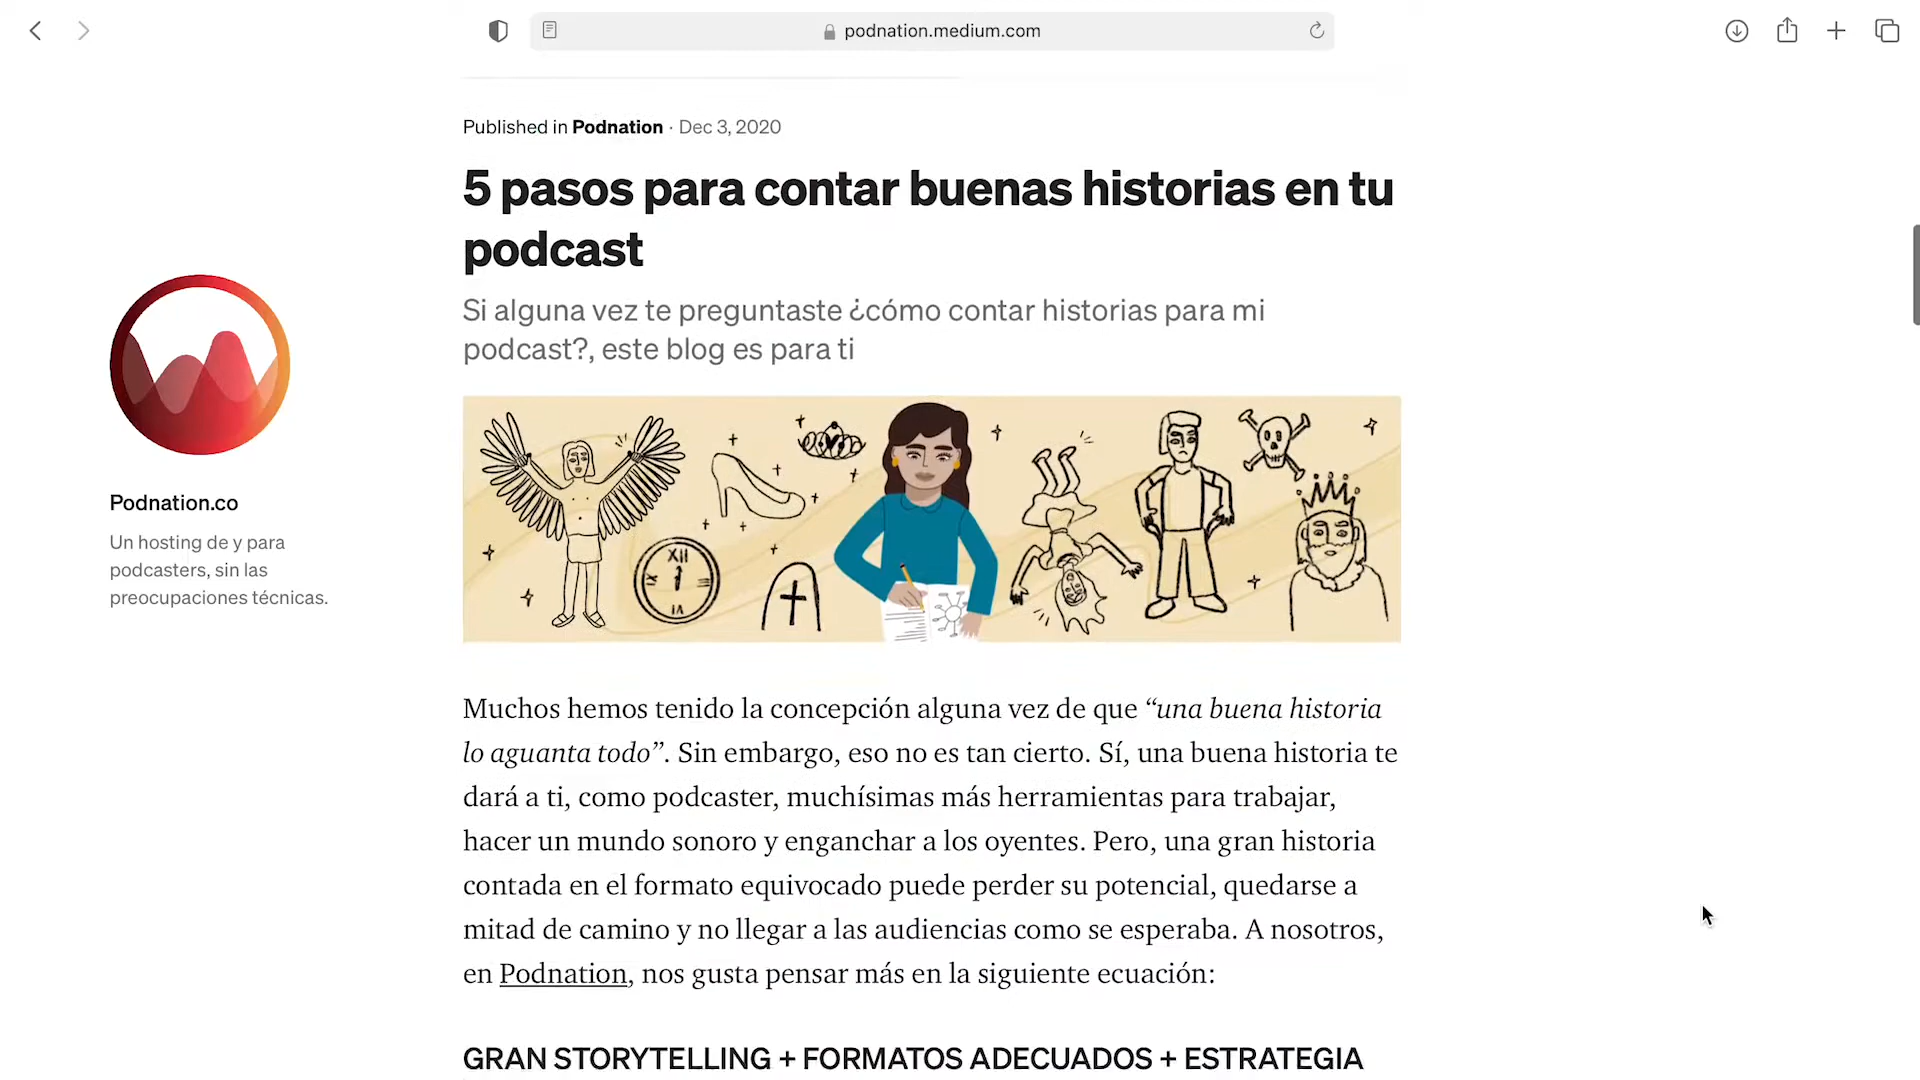 podnation.medium.com
Published in Podnation · Dec 3, 2020
5 pasos para contar buenas historias en tu
podcast
Si alguna vez te preguntaste ¿cómo contar historias para mi
podcast?, este blog es para ti
Podnation.co
Un hosting de y para
podcasters, sin las
preocupaciones técnicas.
XII
VI
Muchos hemos tenido la concepción alguna vez de que “una buena historia
lo aguanta todo”. Sin embargo, eso no es tan cierto. Sí, una buena historia te
dará a ti, como podcaster, muchísimas más herramientas para trabajar,
hacer un mundo sonoro y enganchar a los oyentes. Pero, una gran historia
contada en el formato equivocado puede perder su potencial, quedarse a
mitad de camino y no llegar a las audiencias como se esperaba. A nosotros,
en Podnation, nos gusta pensar más en la siguiente ecuación:
GRAN STORYTELLING + FORMATOS ADECUADOS + ESTRATEGIA